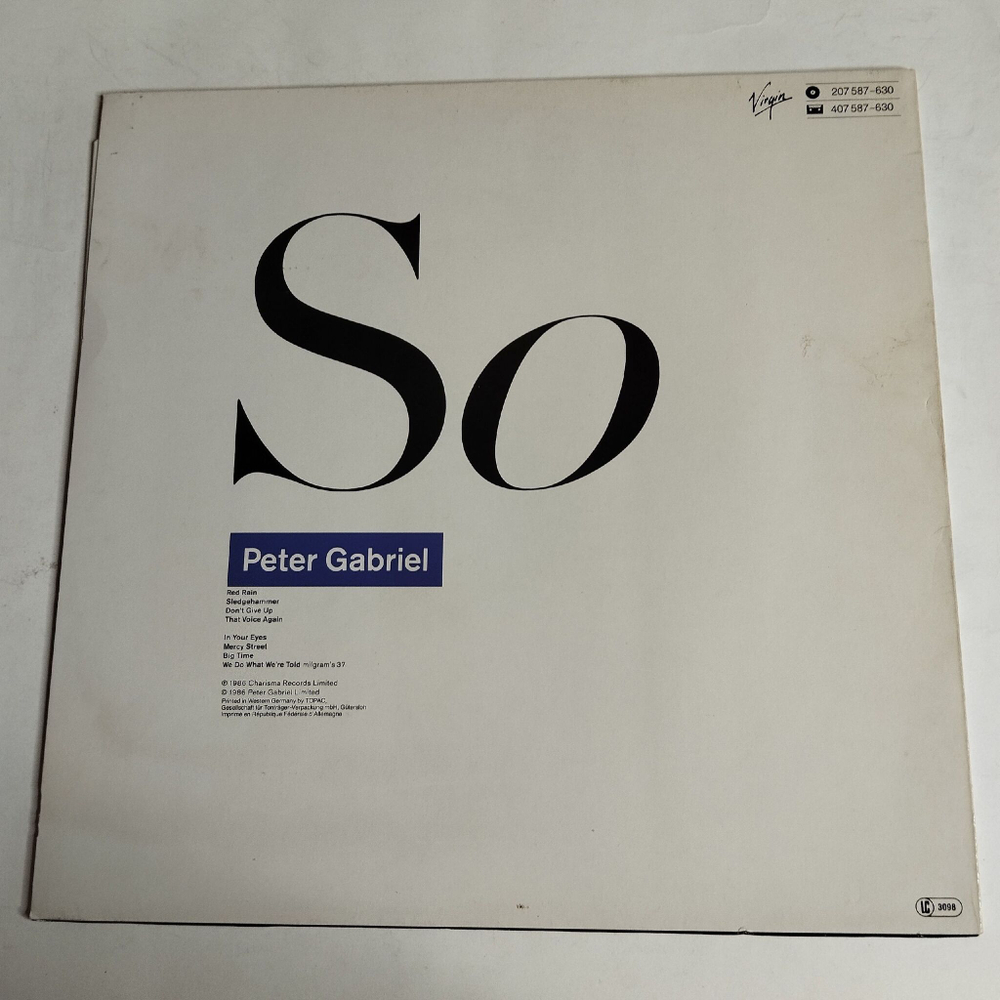 Virgin
207 587-630
407 587-630
So
Peter Gabriel
Red Rain
Sledgehammer
Don't Give Up
That Voice Again
In Your Eyes
Mercy Street
Big Time
We Do What We're Told milgram's 37
℗ 1986 Charisma Records Limited
© 1986 Peter Gabriel Limited
Printed in Western Germany by TOPAC,
Gesellschaft für Tonträger-Verpackung mbH, Gütersloh
Imprimé en République Fédérale d'Allemagne
LC 3098